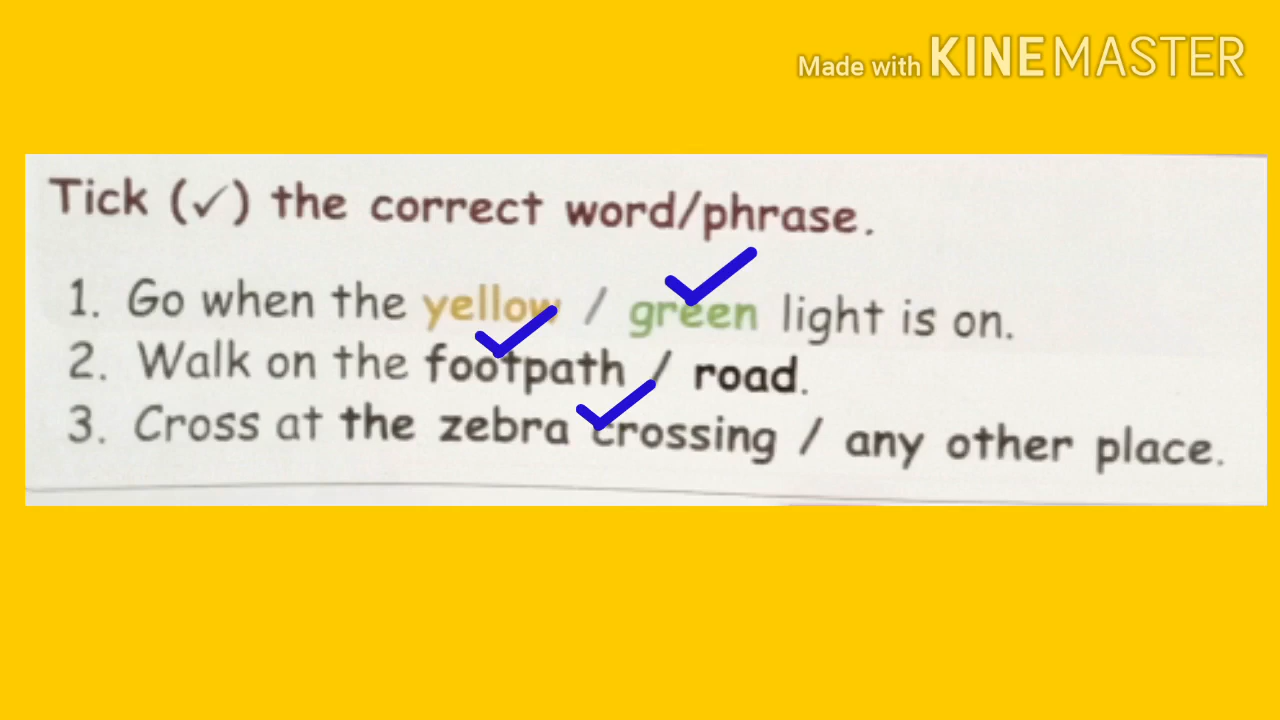 Made with KINEMASTER
Tick (✓) the correct word/phrase.
1. Go when the yellow / green light is on.
2. Walk on the footpath / road.
3. Cross at the zebra crossing / any other place.